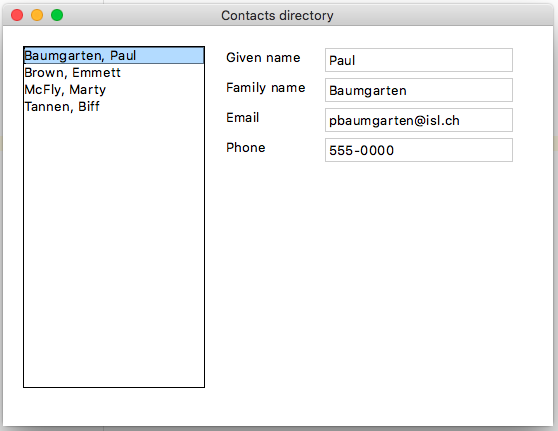 Contacts directory
Baumgarten, Paul
Brown, Emmett
McFly, Marty
Tannen, Biff
Given name
Paul
Family name
Baumgarten
Email
pbaumgarten@isl.ch
Phone
555-0000